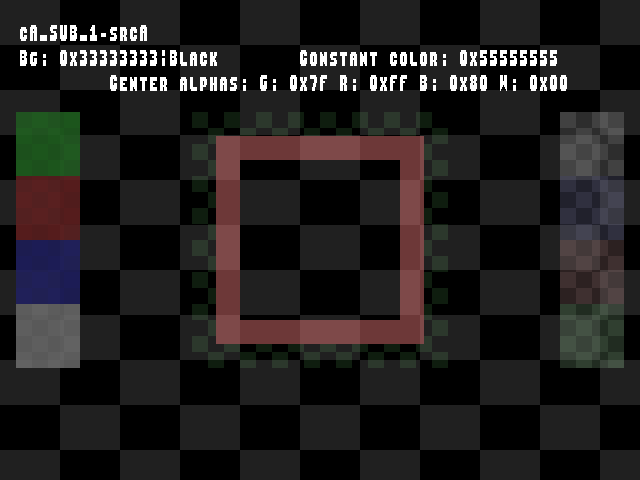 cA_SUB_1-srcA
Bg: 0x33333333¦Black Constant color: 0x55555555
Center alphas: G: 0x7f R: 0xff B: 0x80 W: 0x00